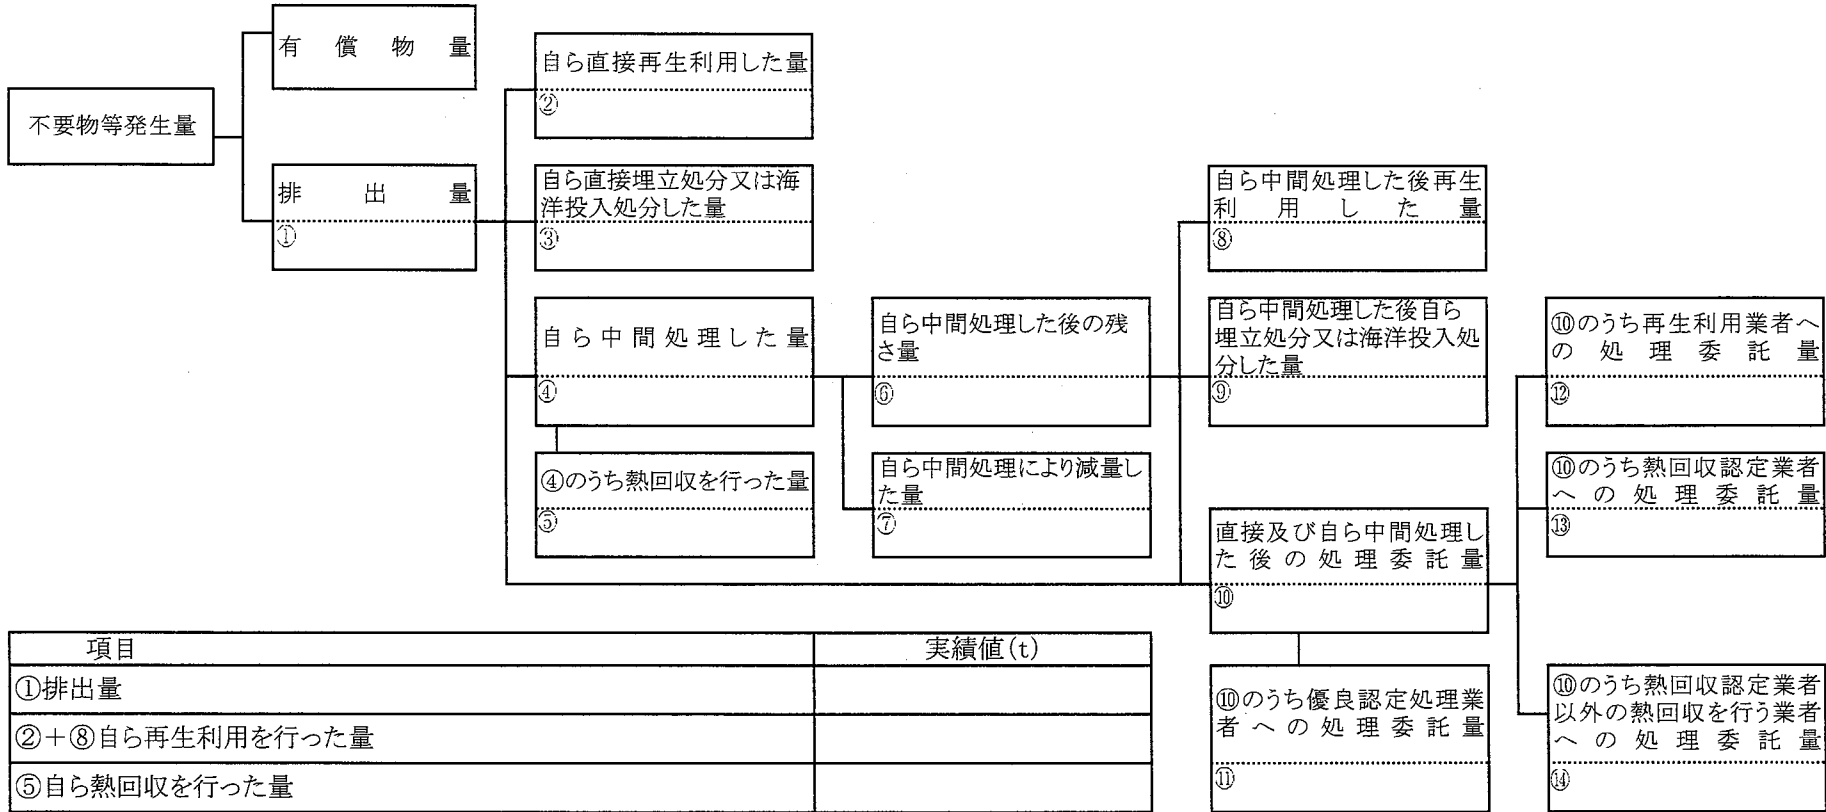 不要物等発生量
有償物量
排出量
①
自ら直接再生利用した量
②
自ら直接埋立処分又は海
洋投入処分した量
③
自ら中間処理した量
④
④のうち熱回収を行った量
⑤
自ら中間処理した後の残
さ量
⑥
自ら中間処理により減量し
た量
⑦
自ら中間処理した後再生
利用した量
⑧
自ら中間処理した後自ら
埋立処分又は海洋投入処
分した量
⑨
直接及び自ら中間処理し
た後の処理委託量
⑩
⑩のうち優良認定処理業
者への処理委託量
⑪
⑩のうち再生利用業者へ
の処理委託量
⑫
⑩のうち熱回収認定業者
への処理委託量
⑬
⑩のうち熱回収認定業者
以外の熱回収を行う業者
への処理委託量
⑭
項目 実績値(t)
①排出量
②+⑧自ら再生利用を行った量
⑤自ら熱回収を行った量